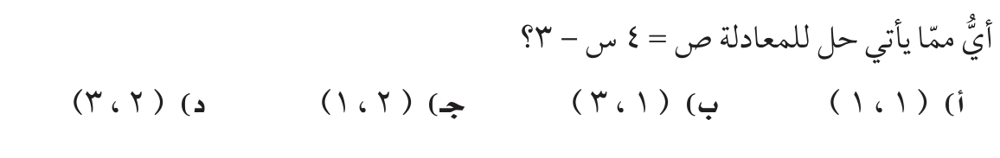 أيُّ ممّا يأتي حل للمعادلة ص = ٤ س – ٣؟
أ) ( ١ ، ١ ) ب) ( ١ ، ٣ ) جـ) ( ٢ ، ١ ) د) ( ٢ ، ٣ )